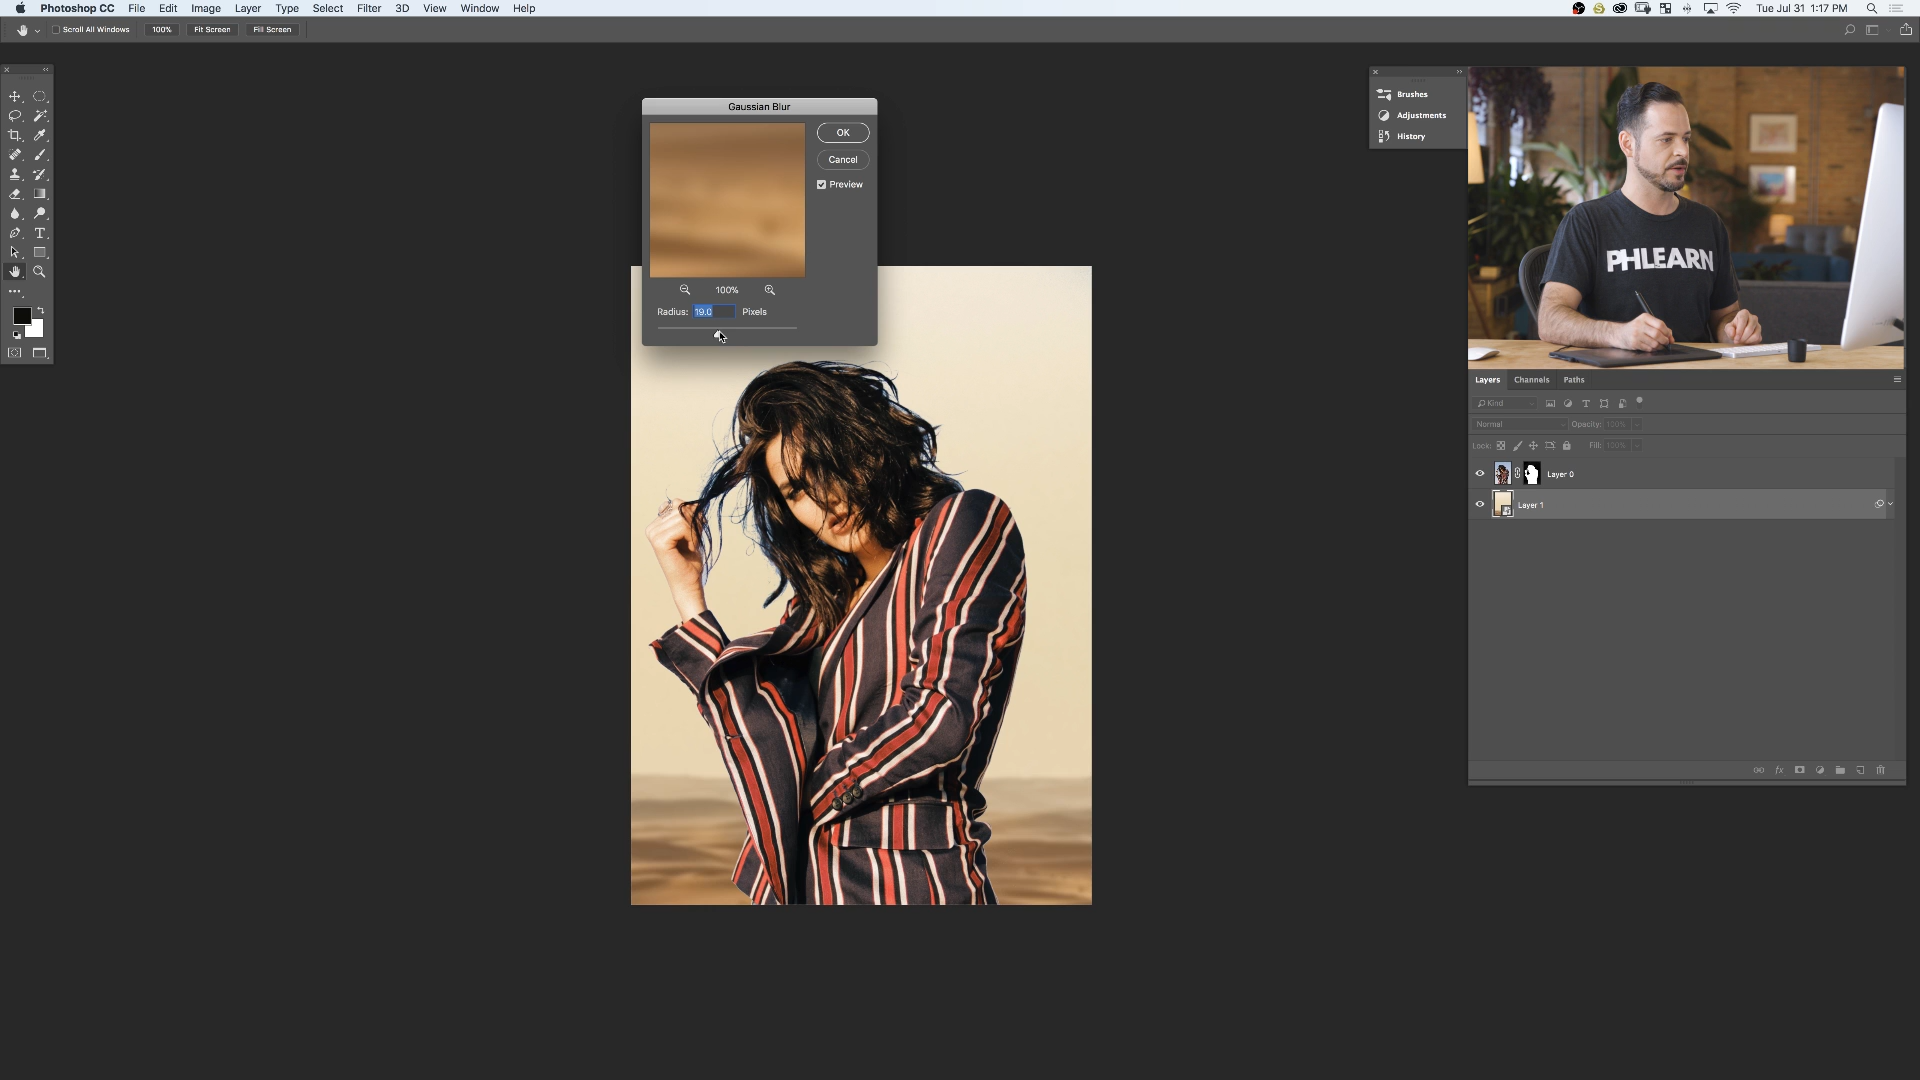 Photoshop CC File Edit Image Layer Type Select Filter 3D View Window Help Tue Jul 31 1:17 PM
Scroll All Windows 100% Fit Screen Fill Screen
Gaussian Blur
OK
Cancel
Preview
100%
Radius: 19.0 Pixels
Brushes
Adjustments
History
PHLEARN
Layers Channels Paths
Kind
Normal Opacity: 100%
Lock: Fill: 100%
Layer 0
Layer 1
fx